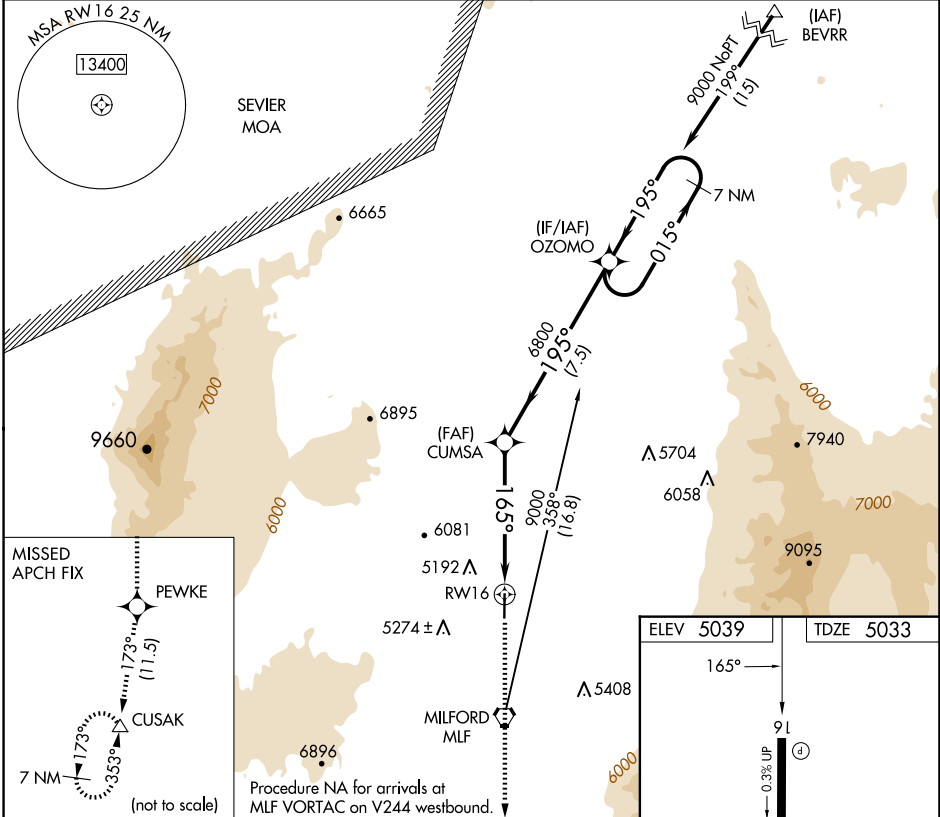 MSA RW16 25 NM
13400
SEVIER
MOA
(IAF)
BEVRR
9000 NoPT
199°
(15)
7 NM
195°
015°
(IF/IAF)
OZOMO
6665
6800
195°
(7.5)
7000
6895
9660
(FAF)
CUMSA
6000
7940
5704
6058
7000
165°
9000
358°
(16.8)
6000
6081
9095
5192
RW16
5274 ±
MISSED
APCH FIX
PEWKE
173°
(11.5)
CUSAK
173°
353°
7 NM
(not to scale)
5408
MILFORD
MLF
6896
6000
Procedure NA for arrivals at
MLF VORTAC on V244 westbound.
ELEV 5039
TDZE 5033
165°
16
P
0.3% UP